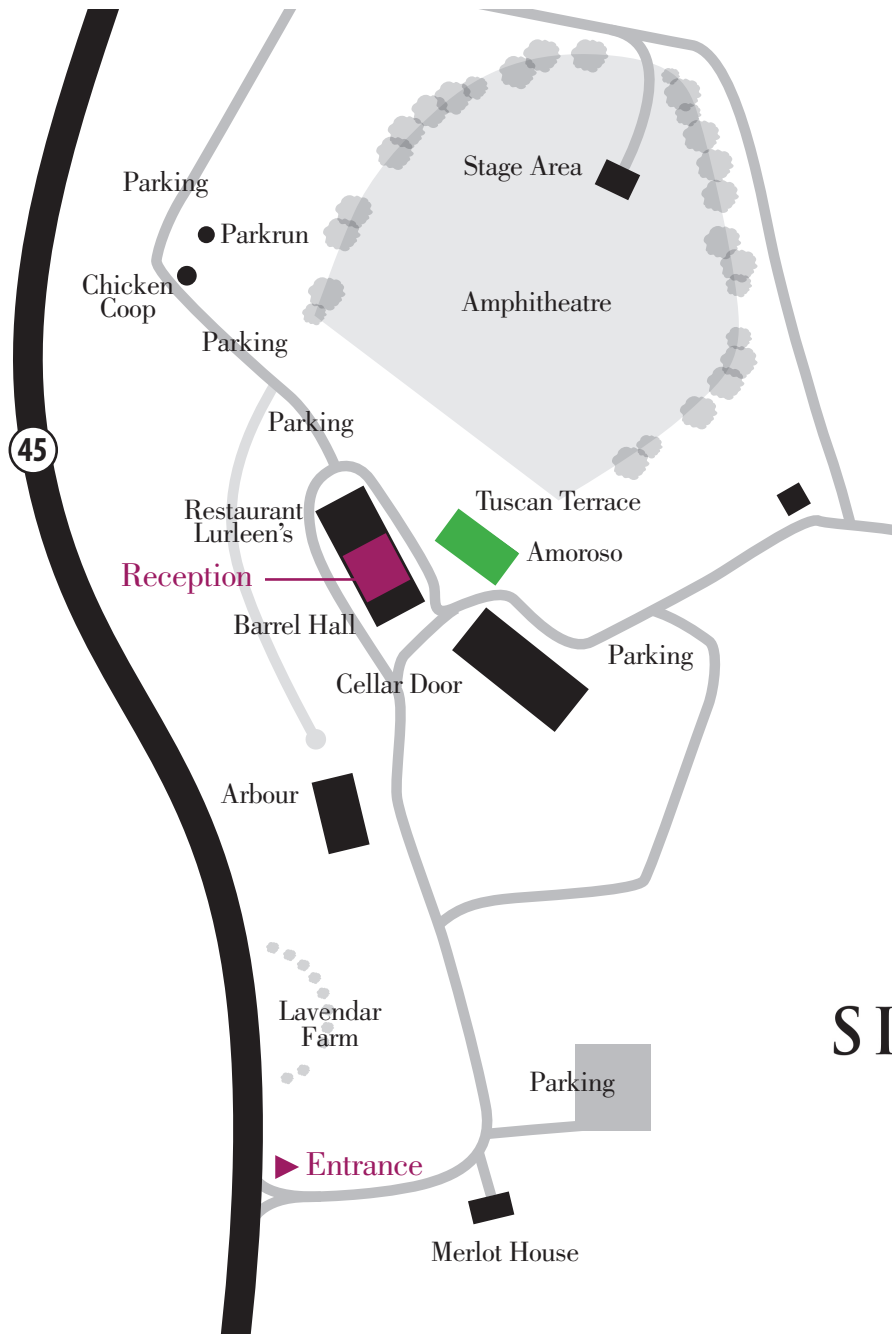 Stage Area
Parking
Parkrun
Chicken
Coop
Amphitheatre
Parking
Parking
45
Tuscan Terrace
Restaurant
Lurleen's
Amoroso
Reception
Barrel Hall
Parking
Cellar Door
Arbour
Lavendar
Farm
SI
Parking
Entrance
Merlot House